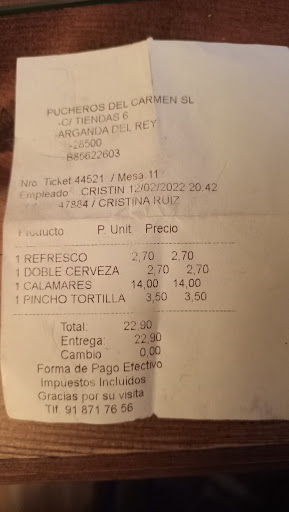 PUCHEROS DEL CARMEN SL
-C/ TIENDAS 6
-ARGANDA DEL REY
-28500
B85622603
Nro. Ticket 44521 / Mesa 11
Empleado CRISTIN 12/02/2022 20:42
47884 / CRISTINA RUIZ
Producto P. Unit Precio
1 REFRESCO 2,70 2,70
1 DOBLE CERVEZA 2,70 2,70
1 CALAMARES 14,00 14,00
1 PINCHO TORTILLA 3,50 3,50
Total: 22,90
Entrega: 22,90
Cambio 0,00
Forma de Pago Efectivo
Impuestos Incluidos
Gracias por su visita
Tlf. 91 871 76 56